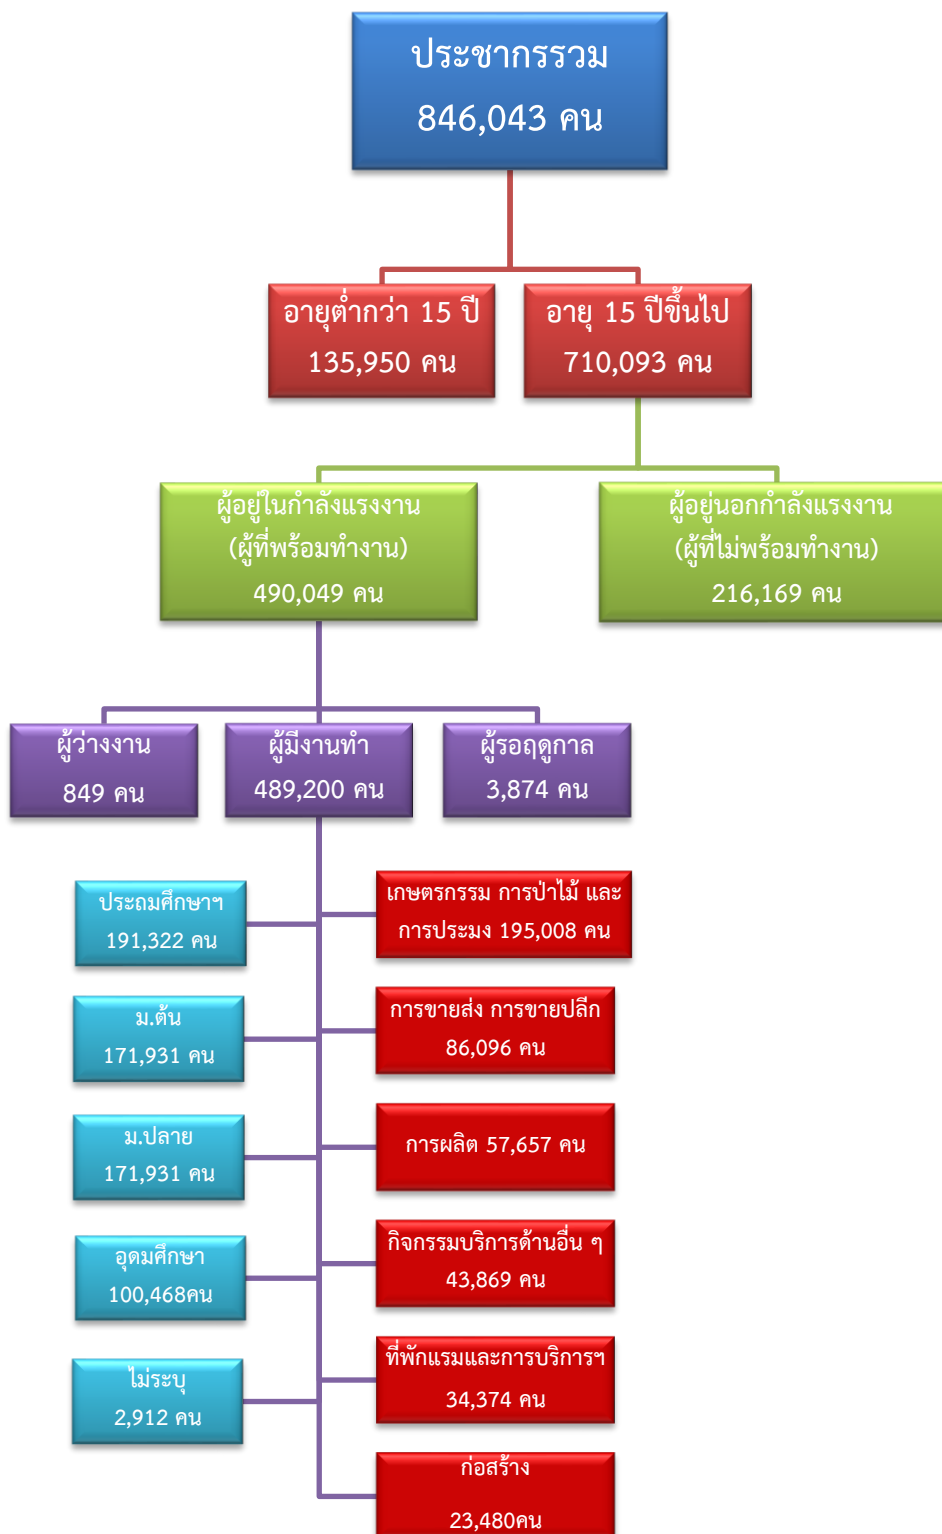 ประชากรรวม
846,043 คน
อายุต่ำกว่า 15 ปี
135,950 คน
อายุ 15 ปีขึ้นไป
710,093 คน
ผู้อยู่ในกำลังแรงงาน
(ผู้ที่พร้อมทำงาน)
490,049 คน
ผู้อยู่นอกกำลังแรงงาน
(ผู้ที่ไม่พร้อมทำงาน)
216,169 คน
ผู้ว่างงาน
849 คน
ผู้มีงานทำ
489,200 คน
ผู้รอฤดูกาล
3,874 คน
ประถมศึกษาฯ
191,322 คน
ม.ต้น
171,931 คน
ม.ปลาย
171,931 คน
อุดมศึกษา
100,468คน
ไม่ระบุ
2,912 คน
เกษตรกรรม การป่าไม้ และ
การประมง 195,008 คน
การขายส่ง การขายปลีก
86,096 คน
การผลิต 57,657 คน
กิจกรรมบริการด้านอื่น ๆ
43,869 คน
ที่พักแรมและการบริการฯ
34,374 คน
ก่อสร้าง
23,480คน